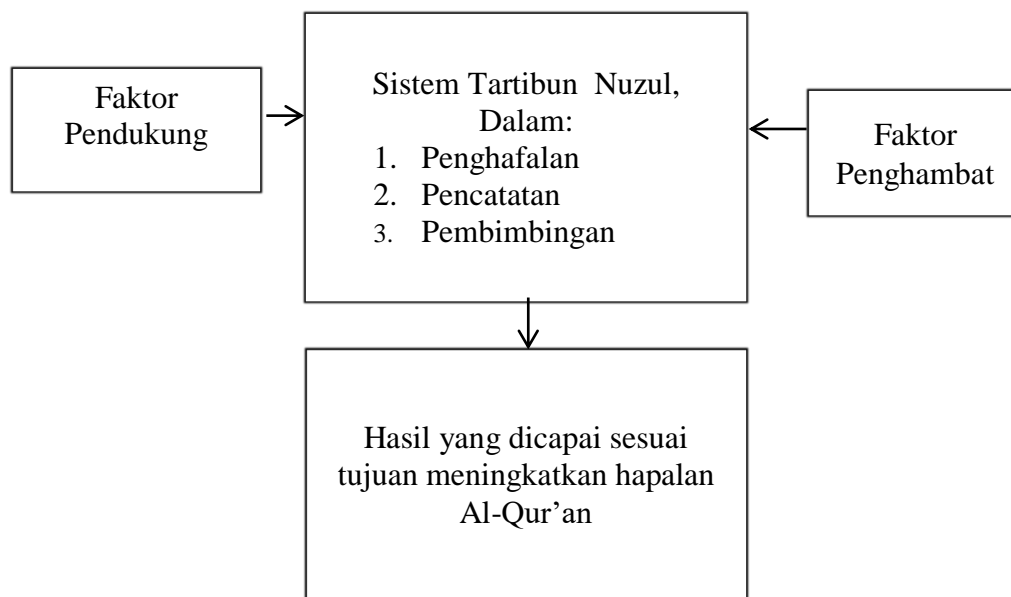 Faktor
Pendukung
Sistem Tartibun Nuzul,
Dalam:
1. Penghafalan
2. Pencatatan
3. Pembimbingan
Faktor
Penghambat
Hasil yang dicapai sesuai
tujuan meningkatkan hapalan
Al-Qur’an